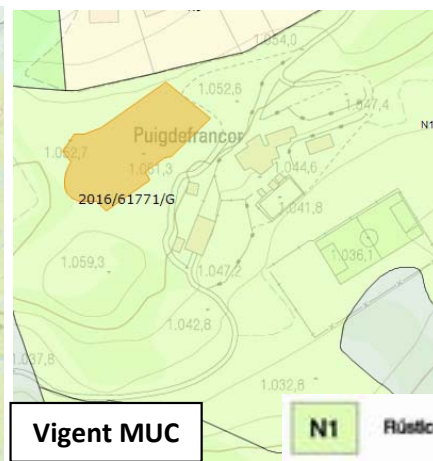 1.054,0
1.052,6
1.047,4
Puigdefrancor
N1
1.052,7
1.051,3
1.044,6
2016/61771/G
1.041,8
1.059,3
1.047,2
1.036,1
1.042,8
1.037,8
1.032,8
Vigent MUC
N1
Rústic